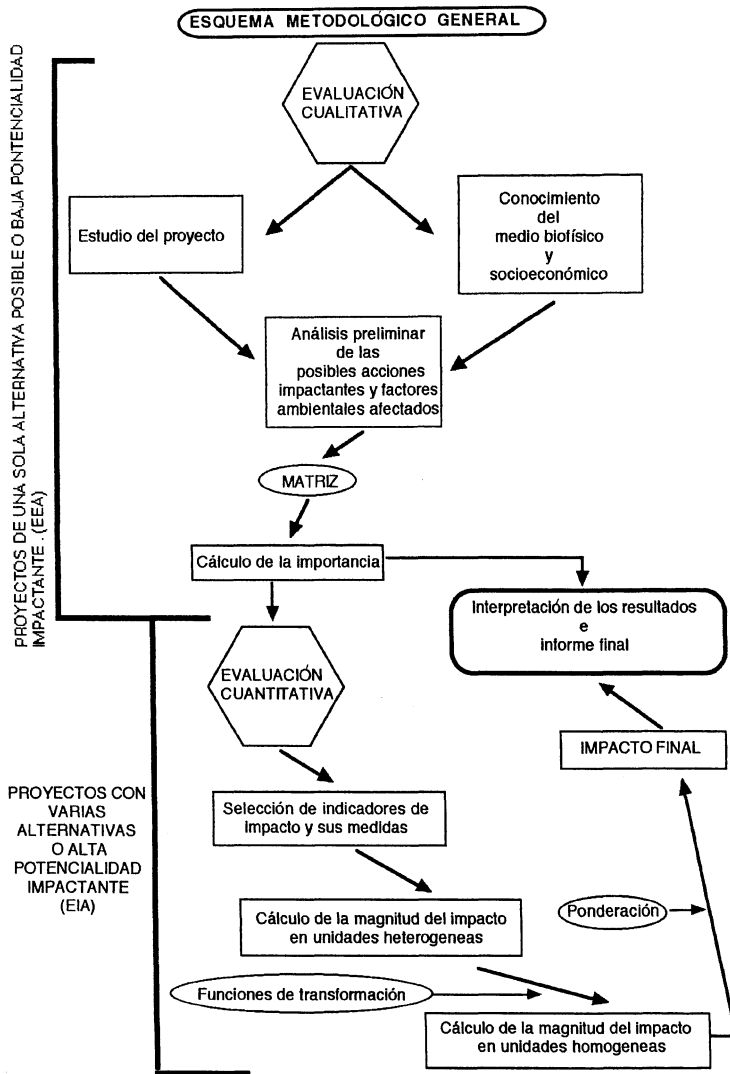 ESQUEMA METODOLÓGICO GENERAL
EVALUACIÓN
CUALITATIVA
PROYECTOS DE UNA SOLA ALTERNATIVA POSIBLE O BAJA PONTENCIALIDAD
IMPACTANTE . (EEA)
Estudio del proyecto
Conocimiento
del
medio biofísico
y
socioeconómico
Análisis preliminar
de las
posibles acciones
impactantes y factores
ambientales afectados
MATRIZ
Cálculo de la importancia
Interpretación de los resultados
e
informe final
EVALUACIÓN
CUANTITATIVA
IMPACTO FINAL
PROYECTOS CON
VARIAS
ALTERNATIVAS
O ALTA
POTENCIALIDAD
IMPACTANTE
(EIA)
Selección de indicadores de
impacto y sus medidas
Cálculo de la magnitud del impacto
en unidades heterogeneas
Ponderación
Funciones de transformación
Cálculo de la magnitud del impacto
en unidades homogeneas